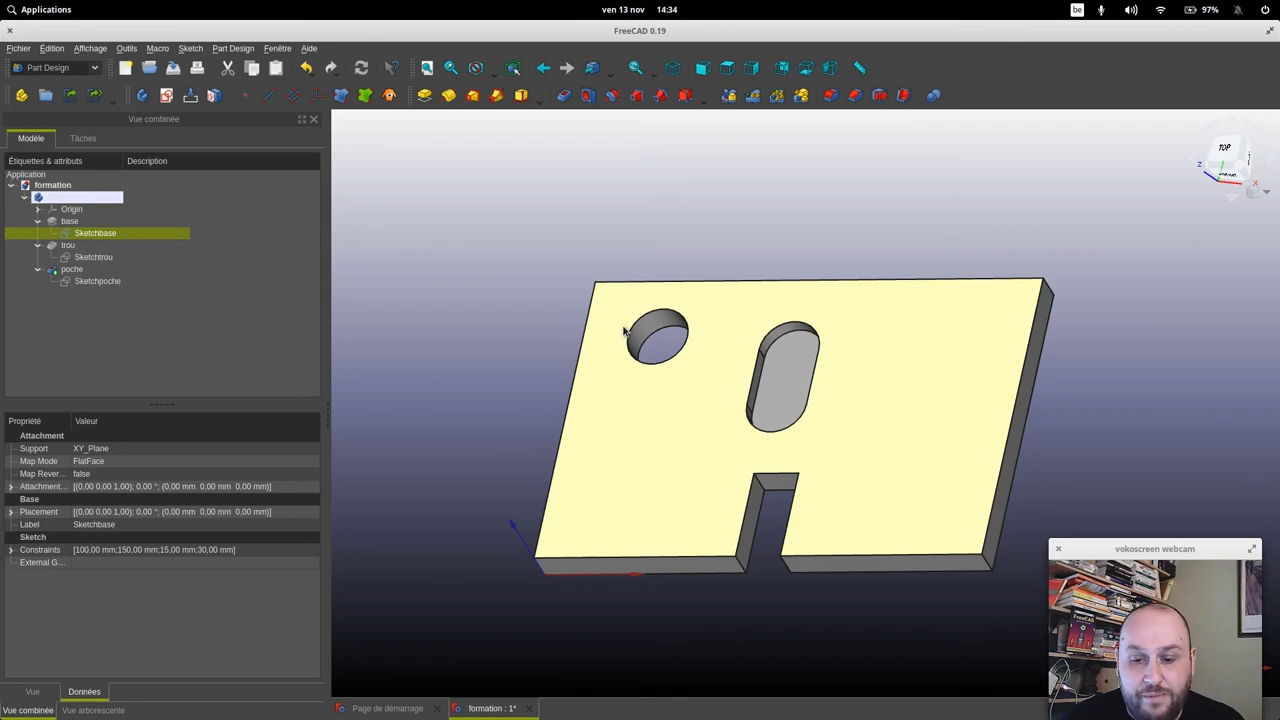 Applications
ven 13 nov 14:34
be
97%
FreeCAD 0.19
Fichier Édition Affichage Outils Macro Sketch Part Design Fenêtre Aide
Part Design
Vue combinée
Modèle Tâches
Étiquettes & attributs Description
Application
formation
Origin
base
Sketchbase
trou
Sketchtrou
poche
Sketchpoche
TOP
Z
X
Propriété Valeur
Attachment
Support XY_Plane
Map Mode FlatFace
Map Rever... false
Attachment... [(0,00 0,00 1,00); 0,00 °; (0,00 mm 0,00 mm 0,00 mm)]
Base
Placement [(0,00 0,00 1,00); 0,00 °; (0,00 mm 0,00 mm 0,00 mm)]
Label Sketchbase
Sketch
Constraints [100,00 mm;150,00 mm;15,00 mm;30,00 mm]
External G...
vokoscreen webcam
FreeCAD
Vue Données
Vue combinée Vue arborescente
Page de démarrage
formation : 1*